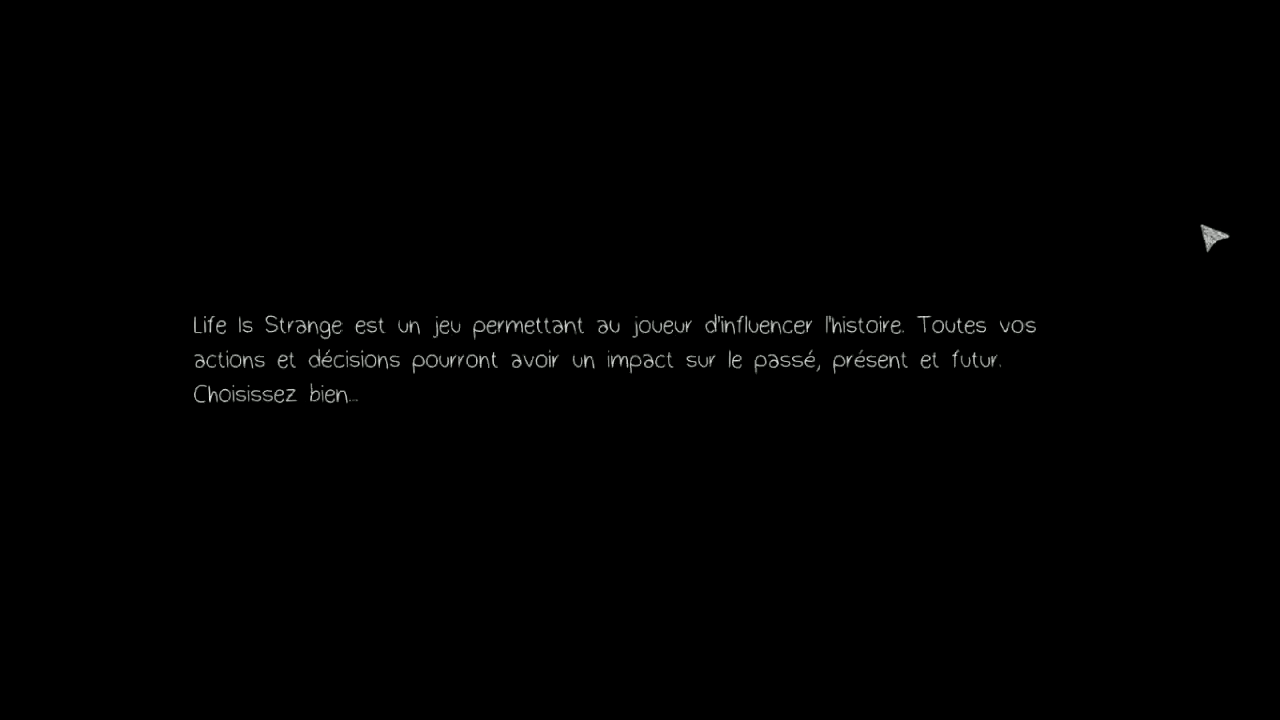 Life Is Strange est un jeu permettant au joueur d'influencer l'histoire. Toutes vos
actions et décisions pourront avoir un impact sur le passé, présent et futur.
Choisissez bien...